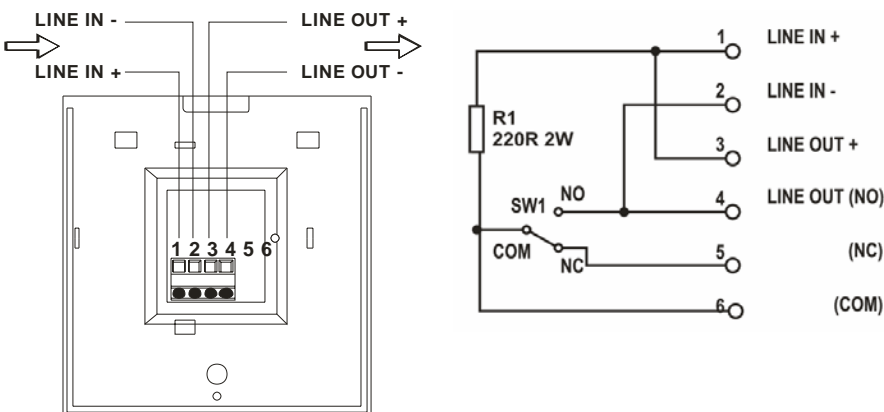 LINE IN - LINE OUT +
LINE IN + LINE OUT -
1 2 3 4 5 6
1 LINE IN +
2 LINE IN -
R1
220R 2W
3 LINE OUT +
SW1 NO
4 LINE OUT (NO)
COM
NC
5 (NC)
6 (COM)